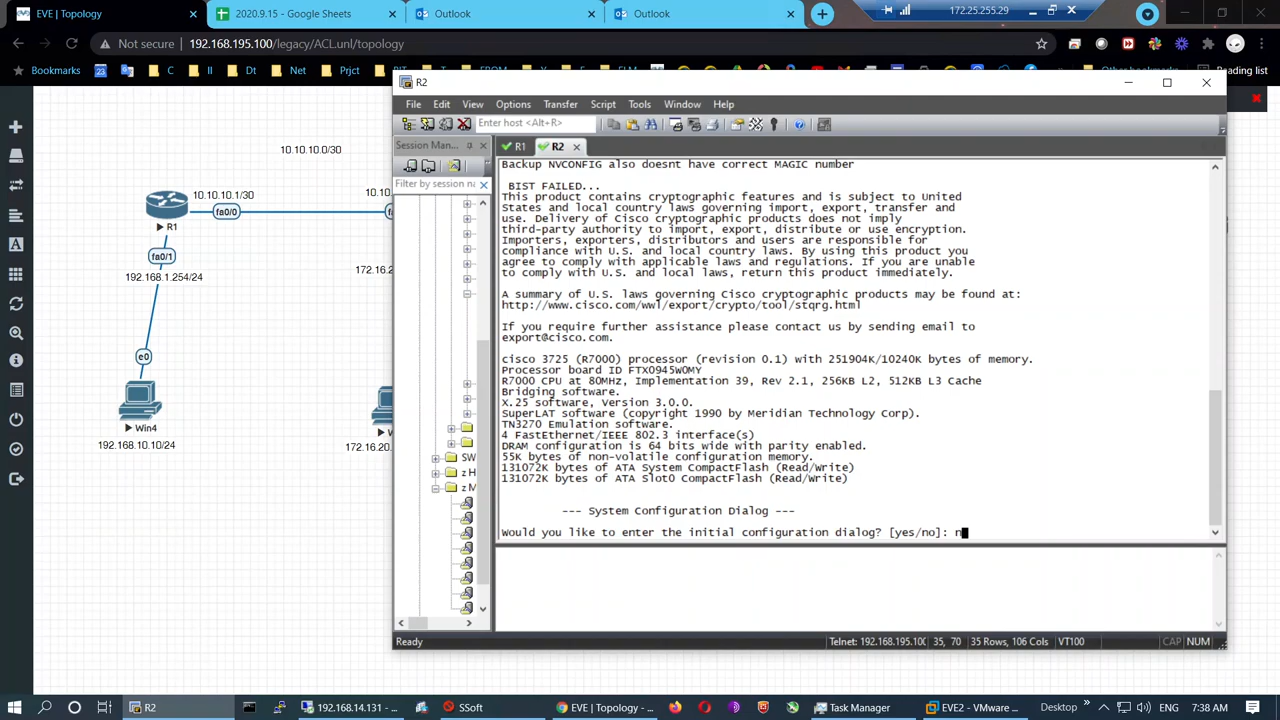 EVE | Topology
2020.9.15 - Google Sheets
Outlook
Outlook
172.25.255.29
Not secure
192.168.195.100/legacy/ACL.unl/topology
Bookmarks
23
C
II
Dt
Net
Prjct
Other bookmarks
Reading list
R2
File
Edit
View
Options
Transfer
Script
Tools
Window
Help
Enter host <Alt+R>
Session Man...
R1
R2
Filter by session na
SW
z H
z M
10.10.10.0/30
10.10.10.1/30
10.10.
fa0/0
R1
fa0/1
192.168.1.254/24
172.16.2
e0
Win4
192.168.10.10/24
172.16.20.
Backup NVCONFIG also doesnt have correct MAGIC number
BIST FAILED...
This product contains cryptographic features and is subject to United
States and local country laws governing import, export, transfer and
use. Delivery of Cisco cryptographic products does not imply
third-party authority to import, export, distribute or use encryption.
Importers, exporters, distributors and users are responsible for
compliance with U.S. and local country laws. By using this product you
agree to comply with applicable laws and regulations. If you are unable
to comply with U.S. and local laws, return this product immediately.
A summary of U.S. laws governing Cisco cryptographic products may be found at:
http://www.cisco.com/wwl/export/crypto/tool/stqrg.html
If you require further assistance please contact us by sending email to
export@cisco.com.
cisco 3725 (R7000) processor (revision 0.1) with 251904K/10240K bytes of memory.
Processor board ID FTX0945W0MY
R7000 CPU at 80MHz, Implementation 39, Rev 2.1, 256KB L2, 512KB L3 Cache
Bridging software.
X.25 software, Version 3.0.0.
SuperLAT software (copyright 1990 by Meridian Technology Corp).
TN3270 Emulation software.
4 FastEthernet/IEEE 802.3 interface(s)
DRAM configuration is 64 bits wide with parity enabled.
55K bytes of non-volatile configuration memory.
131072K bytes of ATA System CompactFlash (Read/Write)
131072K bytes of ATA Slot0 CompactFlash (Read/Write)
--- System Configuration Dialog ---
Would you like to enter the initial configuration dialog? [yes/no]: n
Ready
Telnet: 192.168.195.10
35, 70
35 Rows, 106 Cols
VT100
CAP
NUM
R2
192.168.14.131 - ...
SSoft
EVE | Topology - ...
Task Manager
EVE2 - VMware ...
Desktop
ENG
7:38 AM